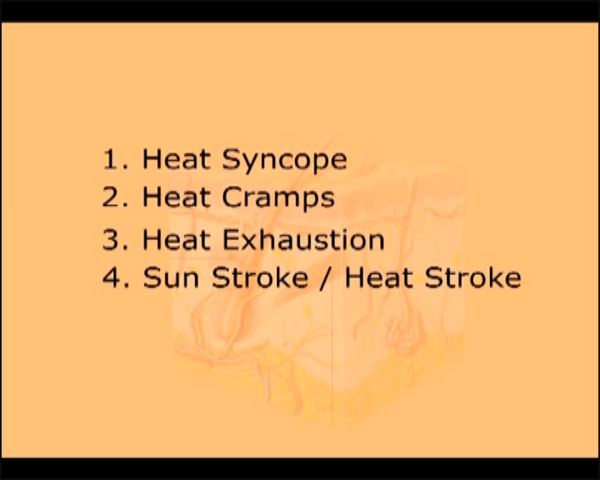 1. Heat Syncope
2. Heat Cramps
3. Heat Exhaustion
4. Sun Stroke / Heat Stroke